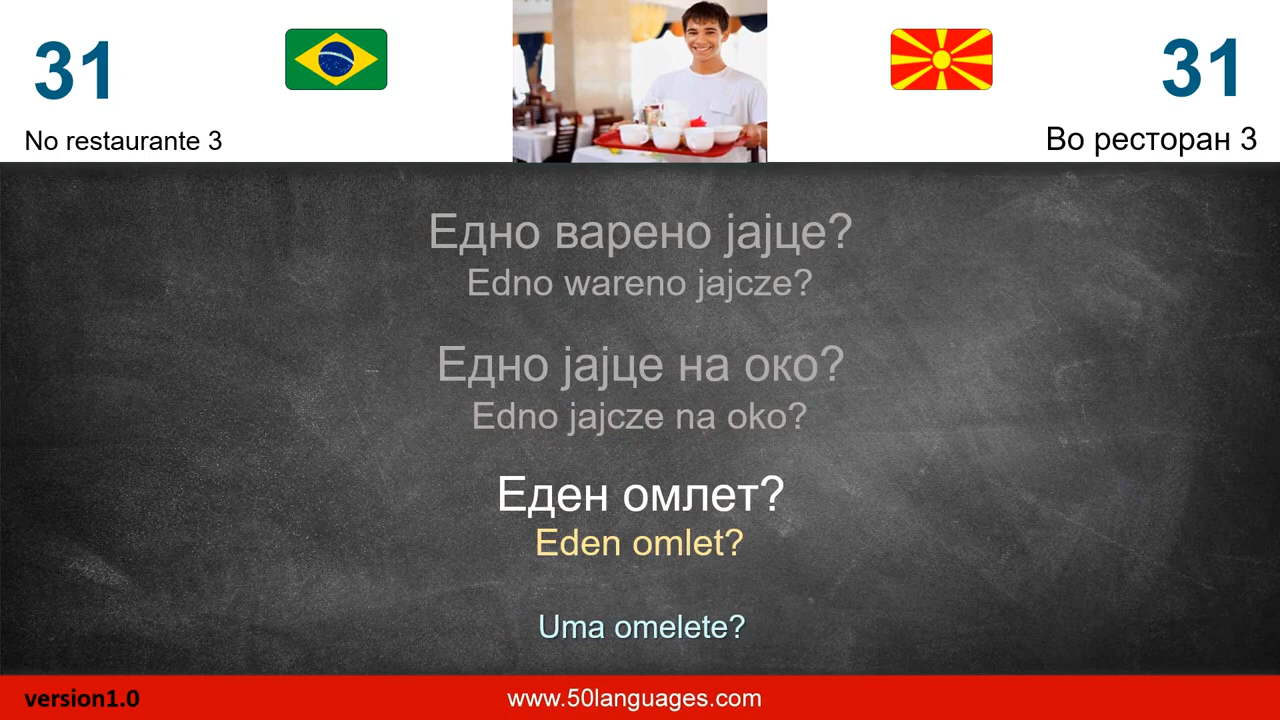 31
31
No restaurante 3
Во ресторан 3
Едно варено јајце?
Edno wareno jajcze?
Едно јајце на око?
Edno jajcze na oko?
Еден омлет?
Eden omlet?
Uma omelete?
version1.0
www.50languages.com